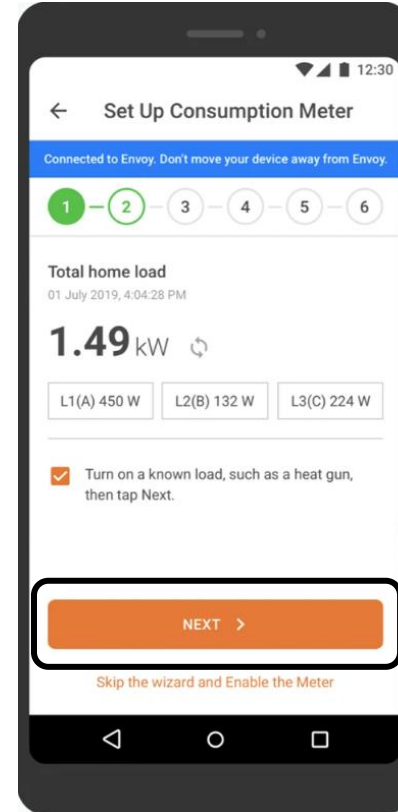 12:30
Set Up Consumption Meter
Connected to Envoy. Don't move your device away from Envoy.
1 2 3 4 5 6
Total home load
01 July 2019, 4:04:28 PM
1.49 kW
L1(A) 450 W L2(B) 132 W L3(C) 224 W
Turn on a known load, such as a heat gun,
then tap Next.
NEXT >
Skip the wizard and Enable the Meter